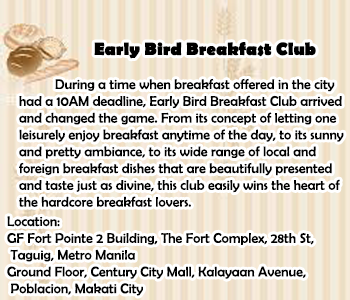 Early Bird Breakfast Club
During a time when breakfast offered in the city
had a 10AM deadline, Early Bird Breakfast Club arrived
and changed the game. From its concept of letting one
leisurely enjoy breakfast anytime of the day, to its sunny
and pretty ambiance, to its wide range of local and
foreign breakfast dishes that are beautifully presented
and taste just as divine, this club easily wins the heart of
the hardcore breakfast lovers.
Location:
GF Fort Pointe 2 Building, The Fort Complex, 28th St,
Taguig, Metro Manila
Ground Floor, Century City Mall, Kalayaan Avenue,
Poblacion, Makati City